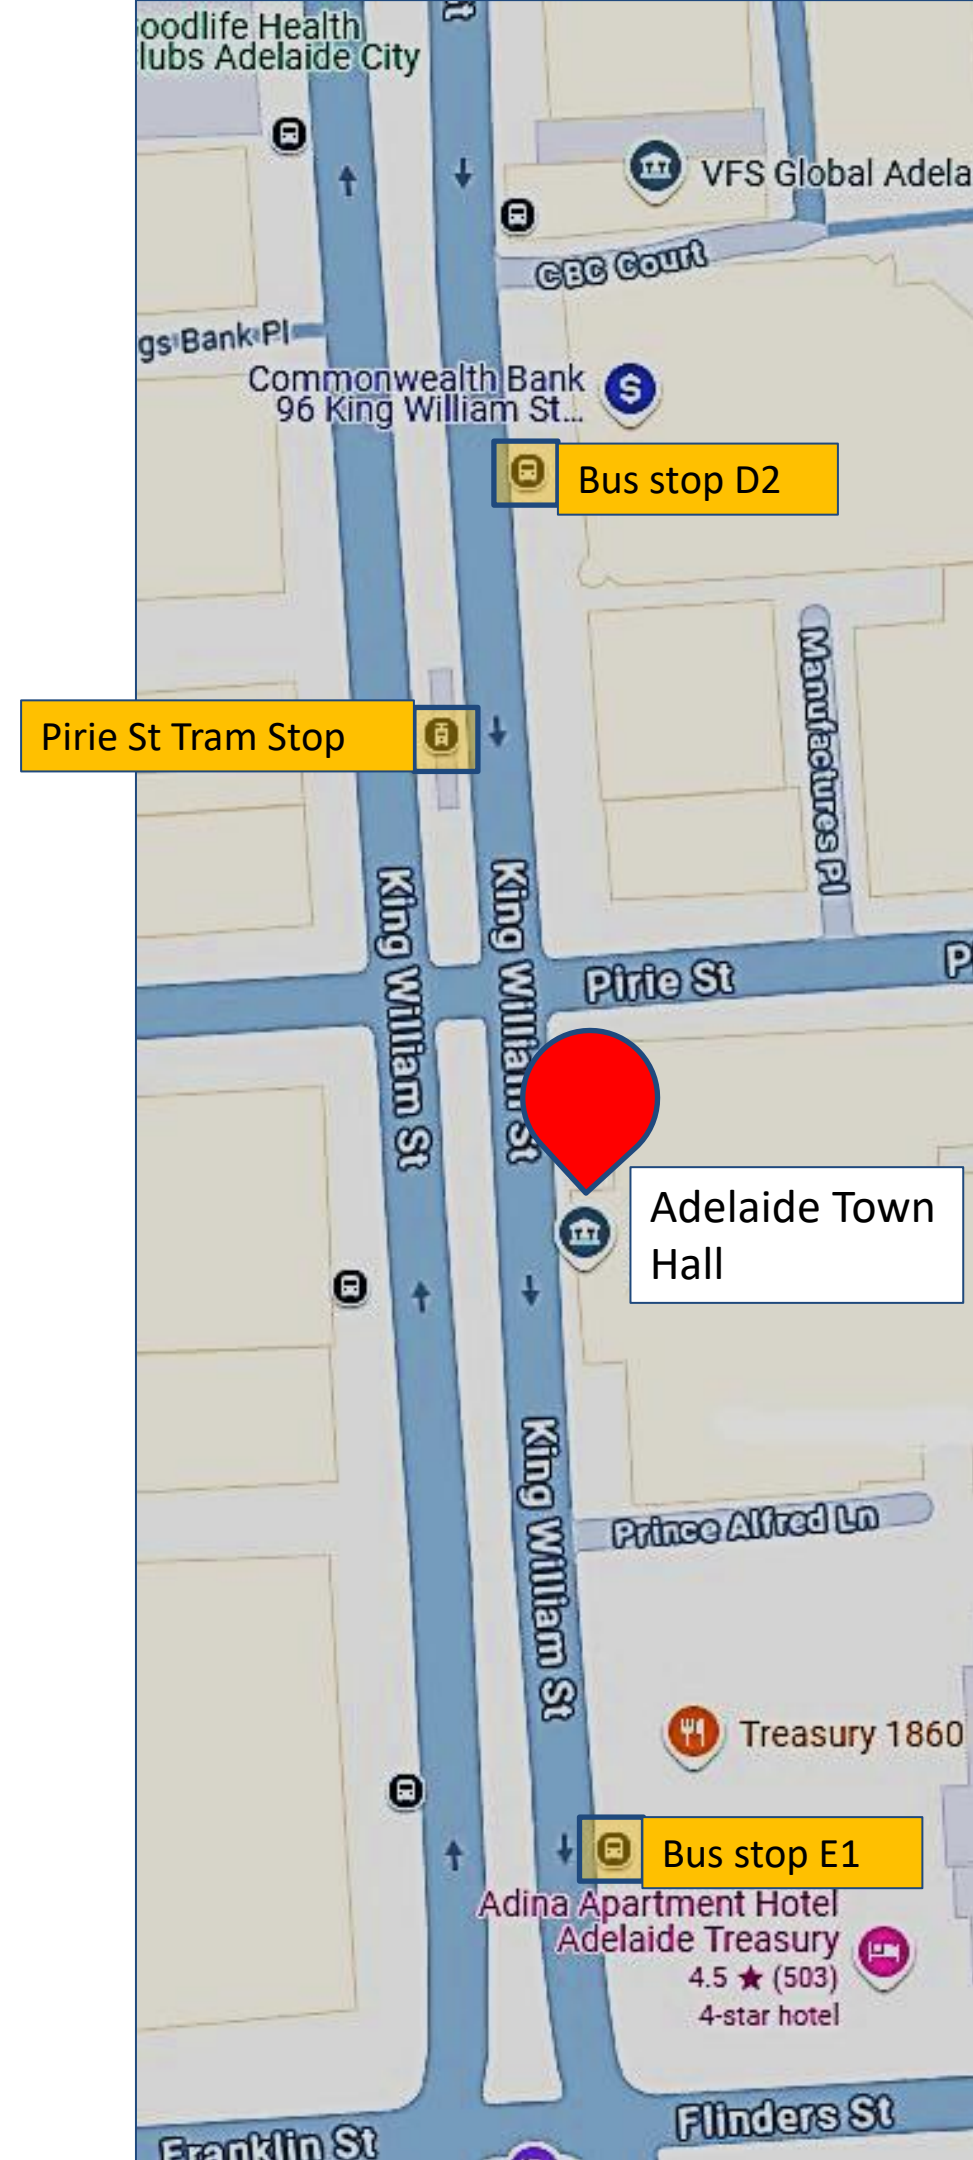 oodlife Health
lubs Adelaide City
St
VFS Global Adela
CBC Court
gs Bank Pl
Commonwealth Bank
96 King William St...
Bus stop D2
Manufactures Pl
Pirie St Tram Stop
King William St
King William St
Pirie St
P
Adelaide Town
Hall
King William St
Prince Alfred Ln
Treasury 1860
Bus stop E1
Adina Apartment Hotel
Adelaide Treasury
4.5 ★ (503)
4-star hotel
Flinders St
Franklin St